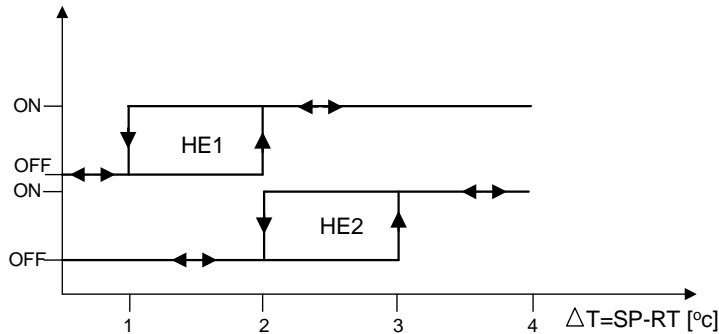 ON
HE1
OFF
ON
HE2
OFF
1 2 3 4 △T=SP-RT [ºc]